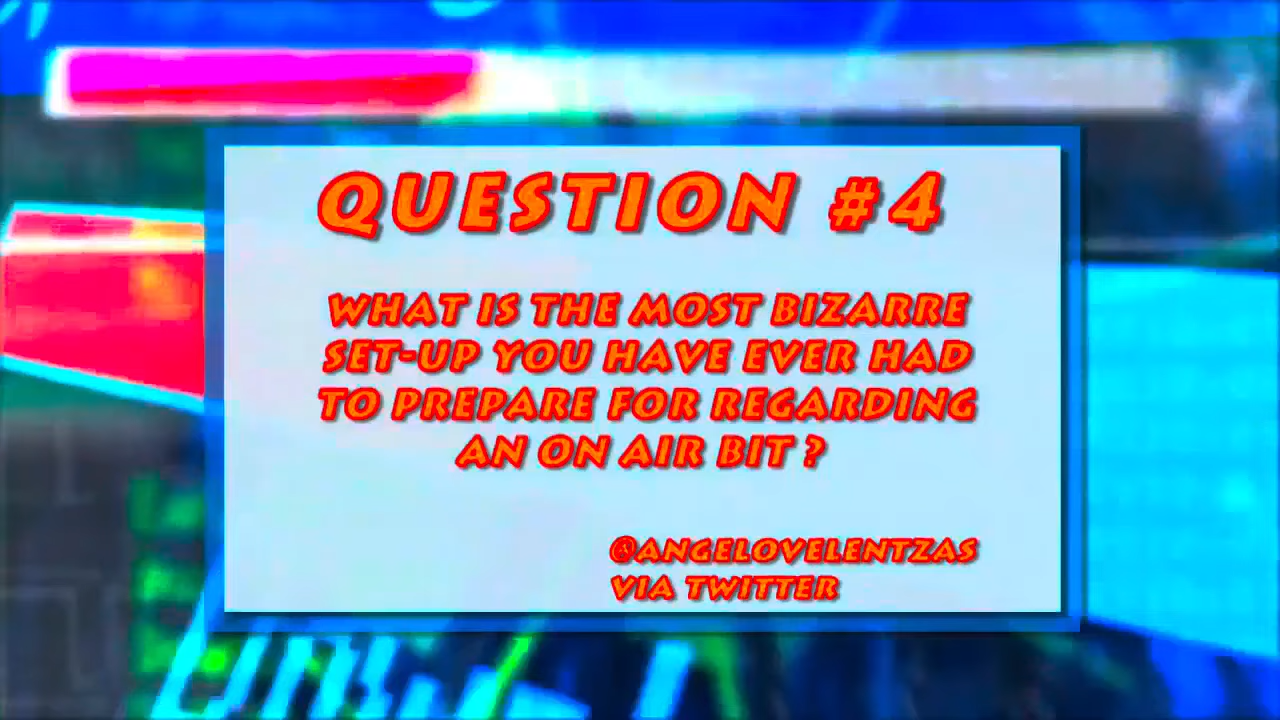 QUESTION #4
WHAT IS THE MOST BIZARRE
SET-UP YOU HAVE EVER HAD
TO PREPARE FOR REGARDING
AN ON AIR BIT ?
@ANGELOVELENTZAS
VIA TWITTER